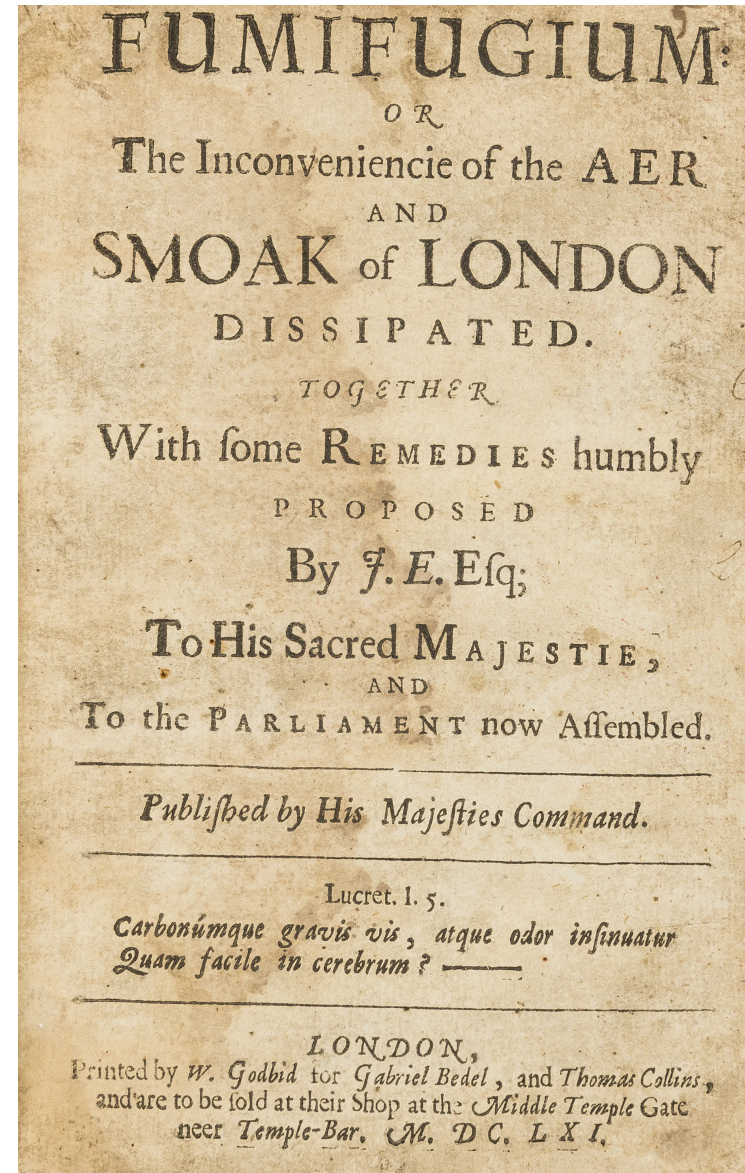 FUMIFUGIUM:
OR
The Inconveniencie of the AER
AND
SMOAK of LONDON
DISSIPATED.
TOGETHER
With ſome REMEDIES humbly
PROPOSED
By J. E. Eſq;
To His Sacred MAJESTIE,
AND
To the PARLIAMENT now Aſſembled.
Publiſhed by His Majeſties Command.
Lucret. l. 5.
Carbonúmque gravis vis, atque odor inſinuatur
Quam facile in cerebrum? ——
LONDON,
Printed by W. Godbid for Gabriel Bedel, and Thomas Collins,
and are to be ſold at their Shop at the Middle Temple Gate
neer Temple-Bar. M. DC. LXI.